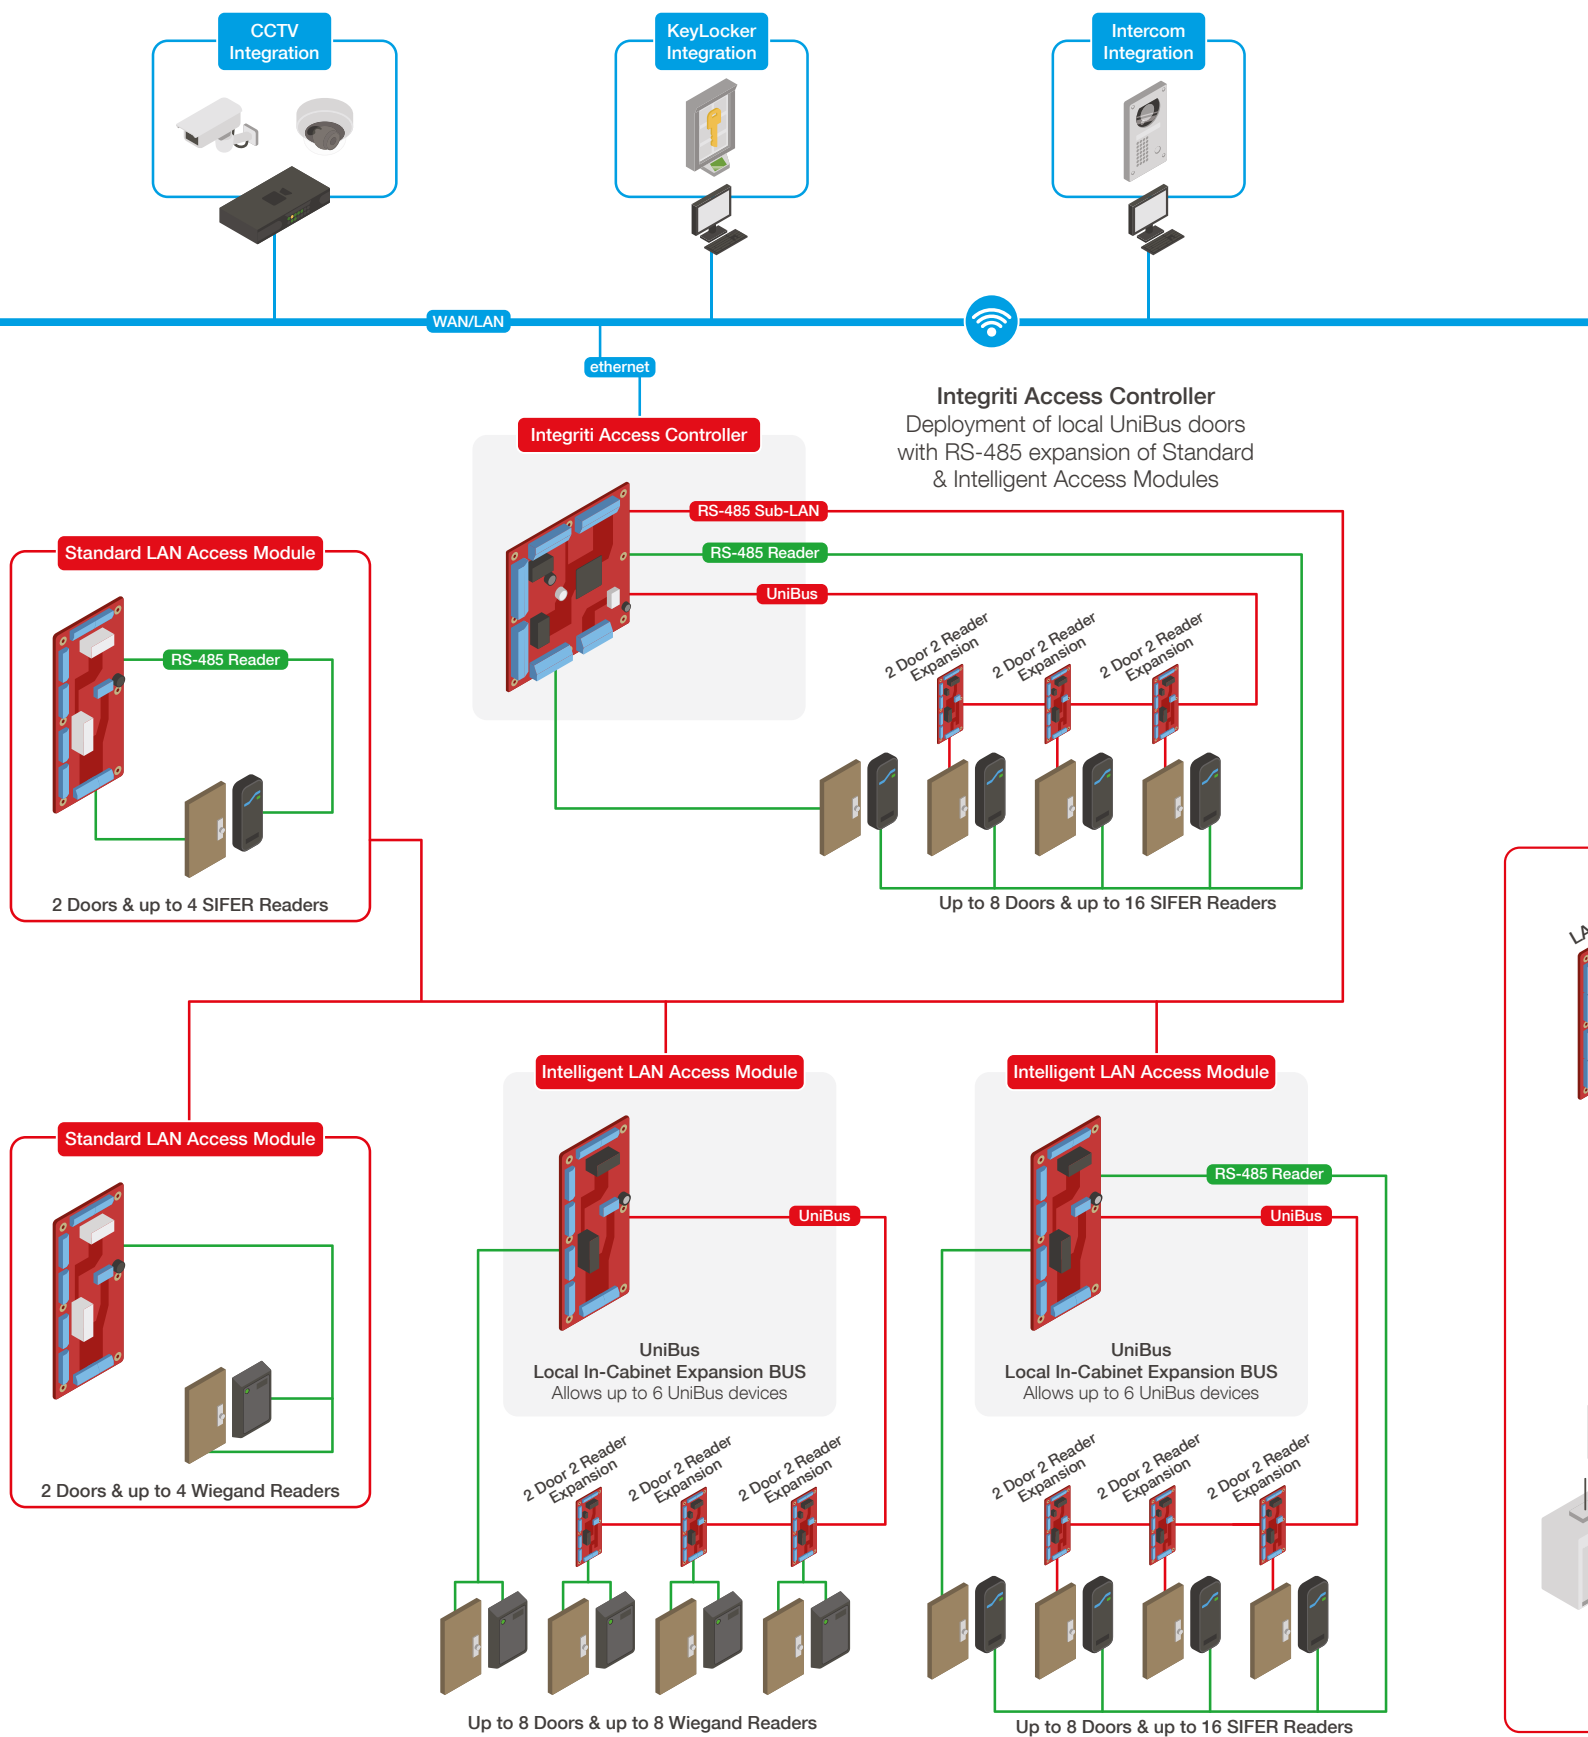 CCTV
Integration
KeyLocker
Integration
Intercom
Integration
WAN/LAN
ethernet
Integriti Access Controller
Deployment of local UniBus doors
with RS-485 expansion of Standard
& Intelligent Access Modules
Integriti Access Controller
RS-485 Sub-LAN
RS-485 Reader
UniBus
2 Door 2 Reader
Expansion
2 Door 2 Reader
Expansion
2 Door 2 Reader
Expansion
Up to 8 Doors & up to 16 SIFER Readers
Standard LAN Access Module
RS-485 Reader
2 Doors & up to 4 SIFER Readers
Standard LAN Access Module
2 Doors & up to 4 Wiegand Readers
Intelligent LAN Access Module
UniBus
UniBus
Local In-Cabinet Expansion BUS
Allows up to 6 UniBus devices
2 Door 2 Reader
Expansion
2 Door 2 Reader
Expansion
2 Door 2 Reader
Expansion
Up to 8 Doors & up to 8 Wiegand Readers
Intelligent LAN Access Module
RS-485 Reader
UniBus
UniBus
Local In-Cabinet Expansion BUS
Allows up to 6 UniBus devices
2 Door 2 Reader
Expansion
2 Door 2 Reader
Expansion
2 Door 2 Reader
Expansion
Up to 8 Doors & up to 16 SIFER Readers